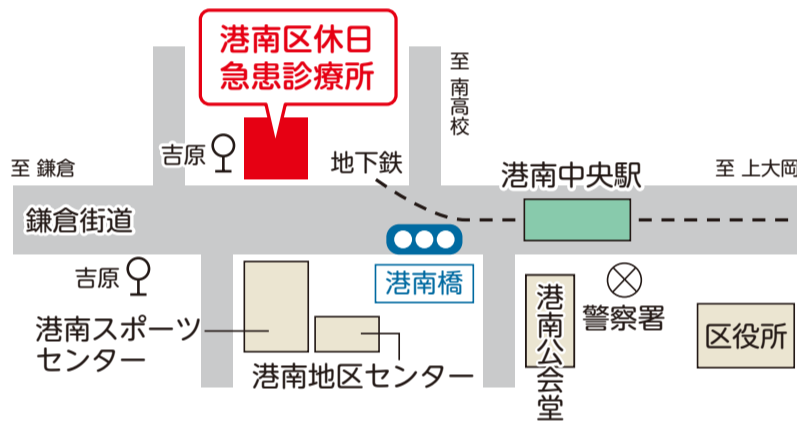 港南区休日
急患診療所
至 南高校
吉原
地下鉄
至 鎌倉
港南中央駅
至 上大岡
鎌倉街道
吉原
港南橋
港南スポーツ
センター
港南地区センター
港南公会堂
警察署
区役所